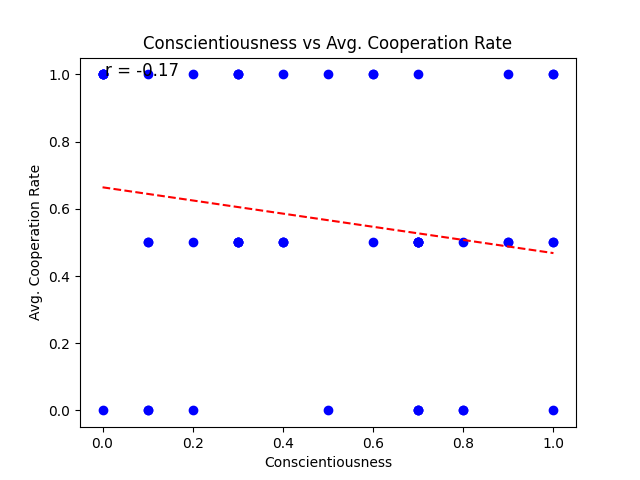 Conscientiousness vs Avg. Cooperation Rate
r = -0.17
1.0
0.8
0.6
0.4
0.2
0.0
Avg. Cooperation Rate
0.0 0.2 0.4 0.6 0.8 1.0
Conscientiousness